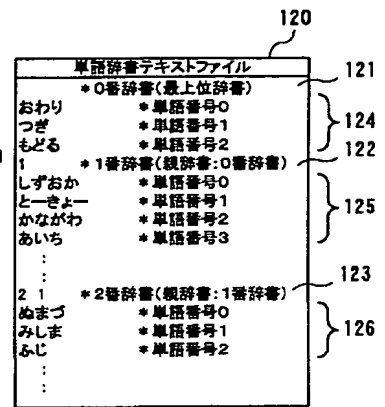 120
単語辞書テキストファイル
*0番辞書(最上位辞書) 121
おわり *単語番号0
つぎ *単語番号1 124
もどる *単語番号2
1 *1番辞書(親辞書:0番辞書) 122
しずおか *単語番号0
とーきょー *単語番号1 125
かながわ *単語番号2
あいち *単語番号3
:
:
2 1 *2番辞書(親辞書:1番辞書) 123
ぬまづ *単語番号0
みしま *単語番号1 126
ふじ *単語番号2
:
: